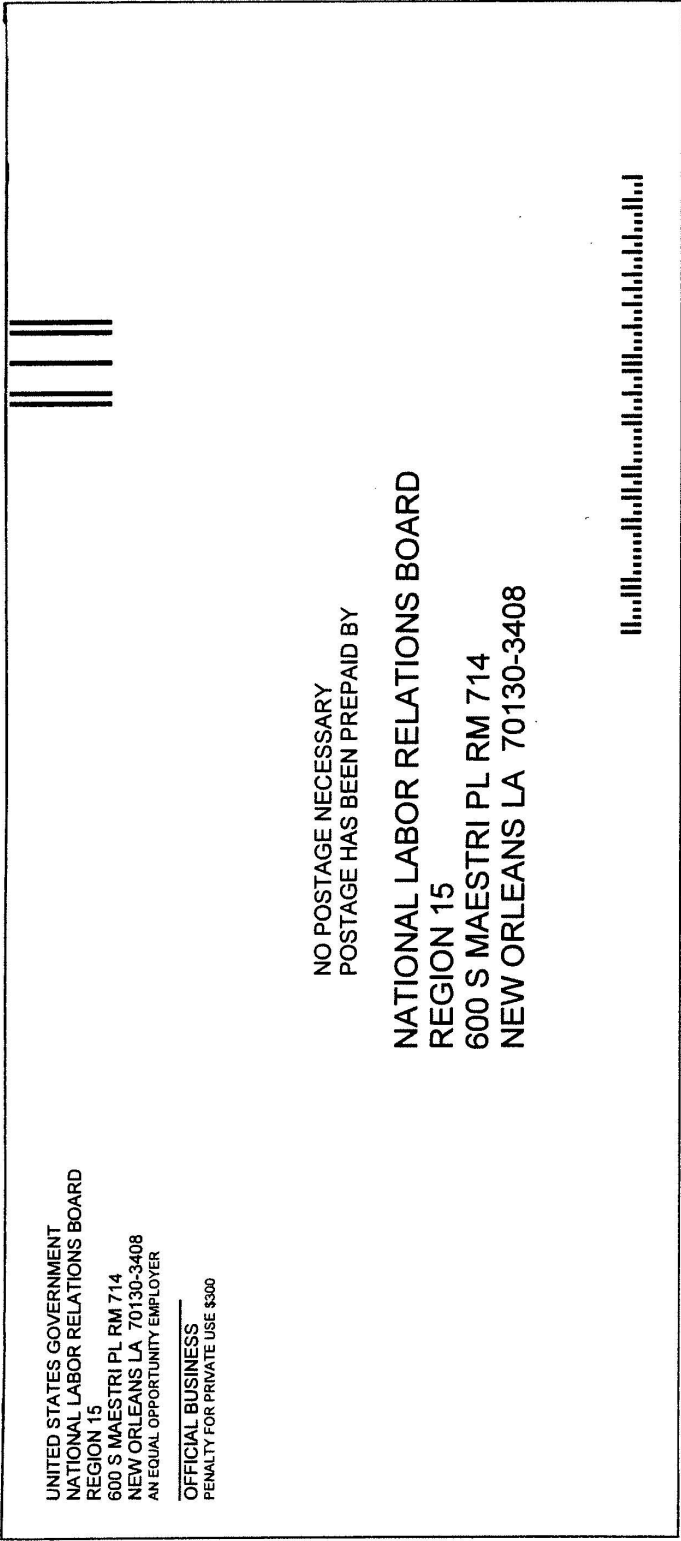 UNITED STATES GOVERNMENT
NATIONAL LABOR RELATIONS BOARD
REGION 15
600 S MAESTRI PL RM 714
NEW ORLEANS LA 70130-3408
AN EQUAL OPPORTUNITY EMPLOYER
OFFICIAL BUSINESS
PENALTY FOR PRIVATE USE $300
NO POSTAGE NECESSARY
POSTAGE HAS BEEN PREPAID BY
NATIONAL LABOR RELATIONS BOARD
REGION 15
600 S MAESTRI PL RM 714
NEW ORLEANS LA 70130-3408